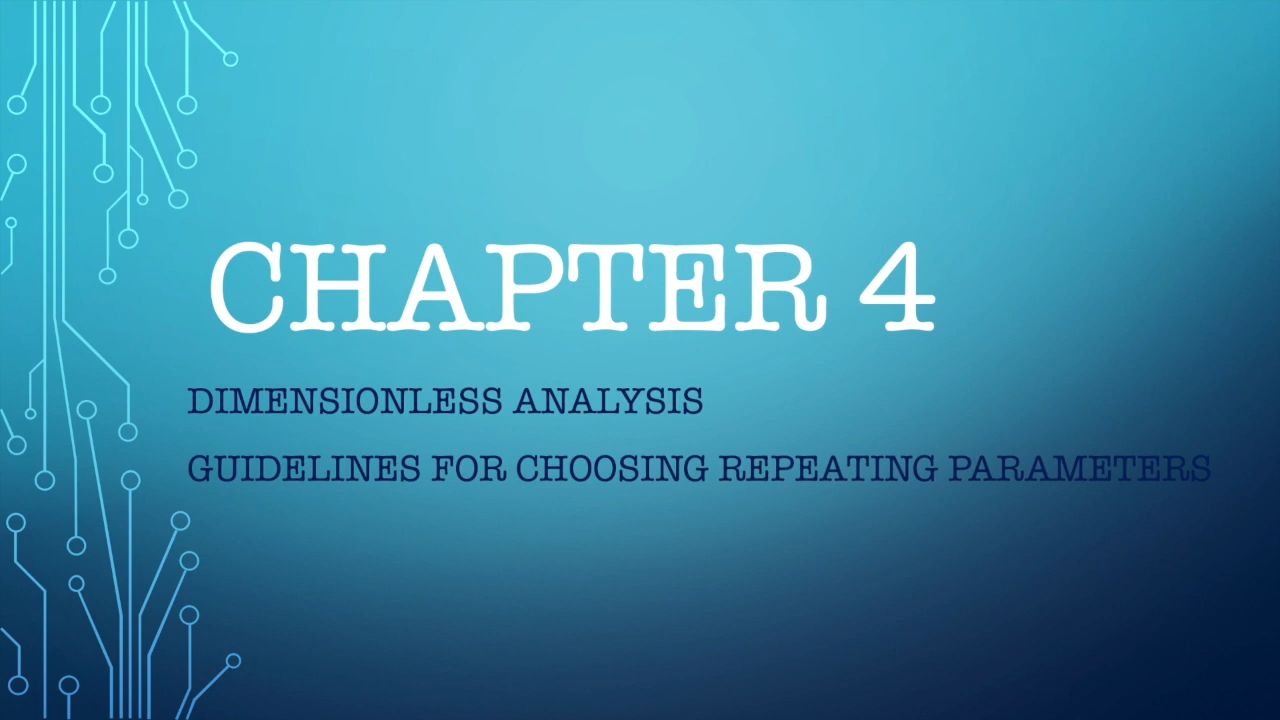 CHAPTER 4
DIMENSIONLESS ANALYSIS
GUIDELINES FOR CHOOSING REPEATING PARAMETERS